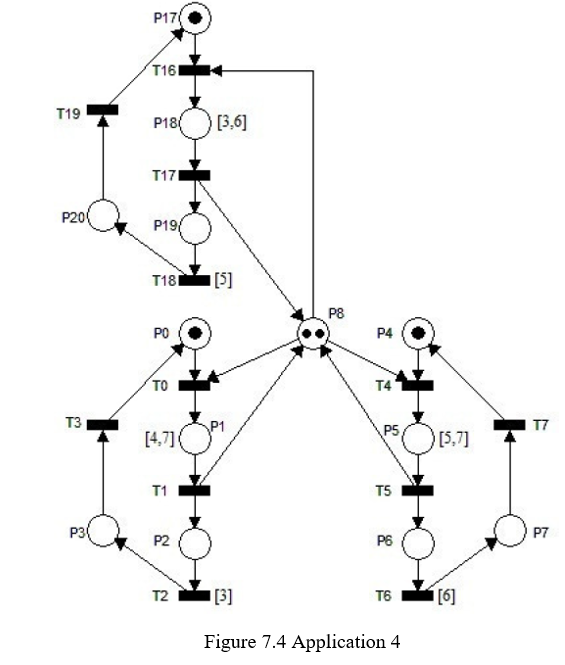 P17
T16
T19
P18 [3,6]
T17
P20 P19
T18 [5]
P8
P0 P4
T0 T4
T3 P1 P5 T7
[4,7] [5,7]
T1 T5
P3 P2 P6 P7
T2 [3] T6 [6]
Figure 7.4 Application 4